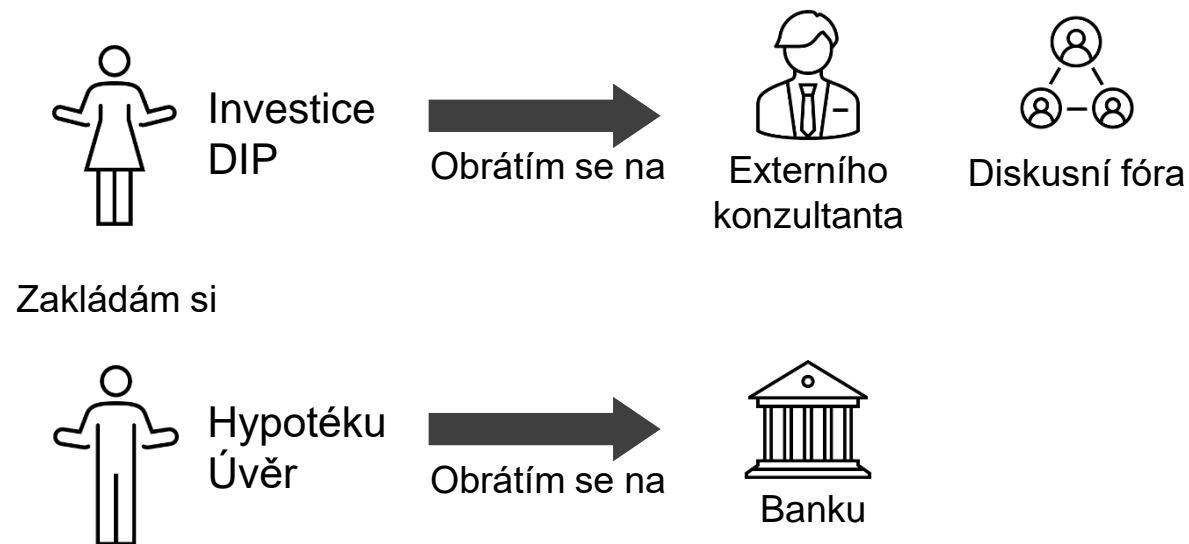 Investice
DIP
Obrátím se na
Externího
konzultanta
Diskusní fóra
Zakládám si
Hypotéku
Úvěr
Obrátím se na
Banku